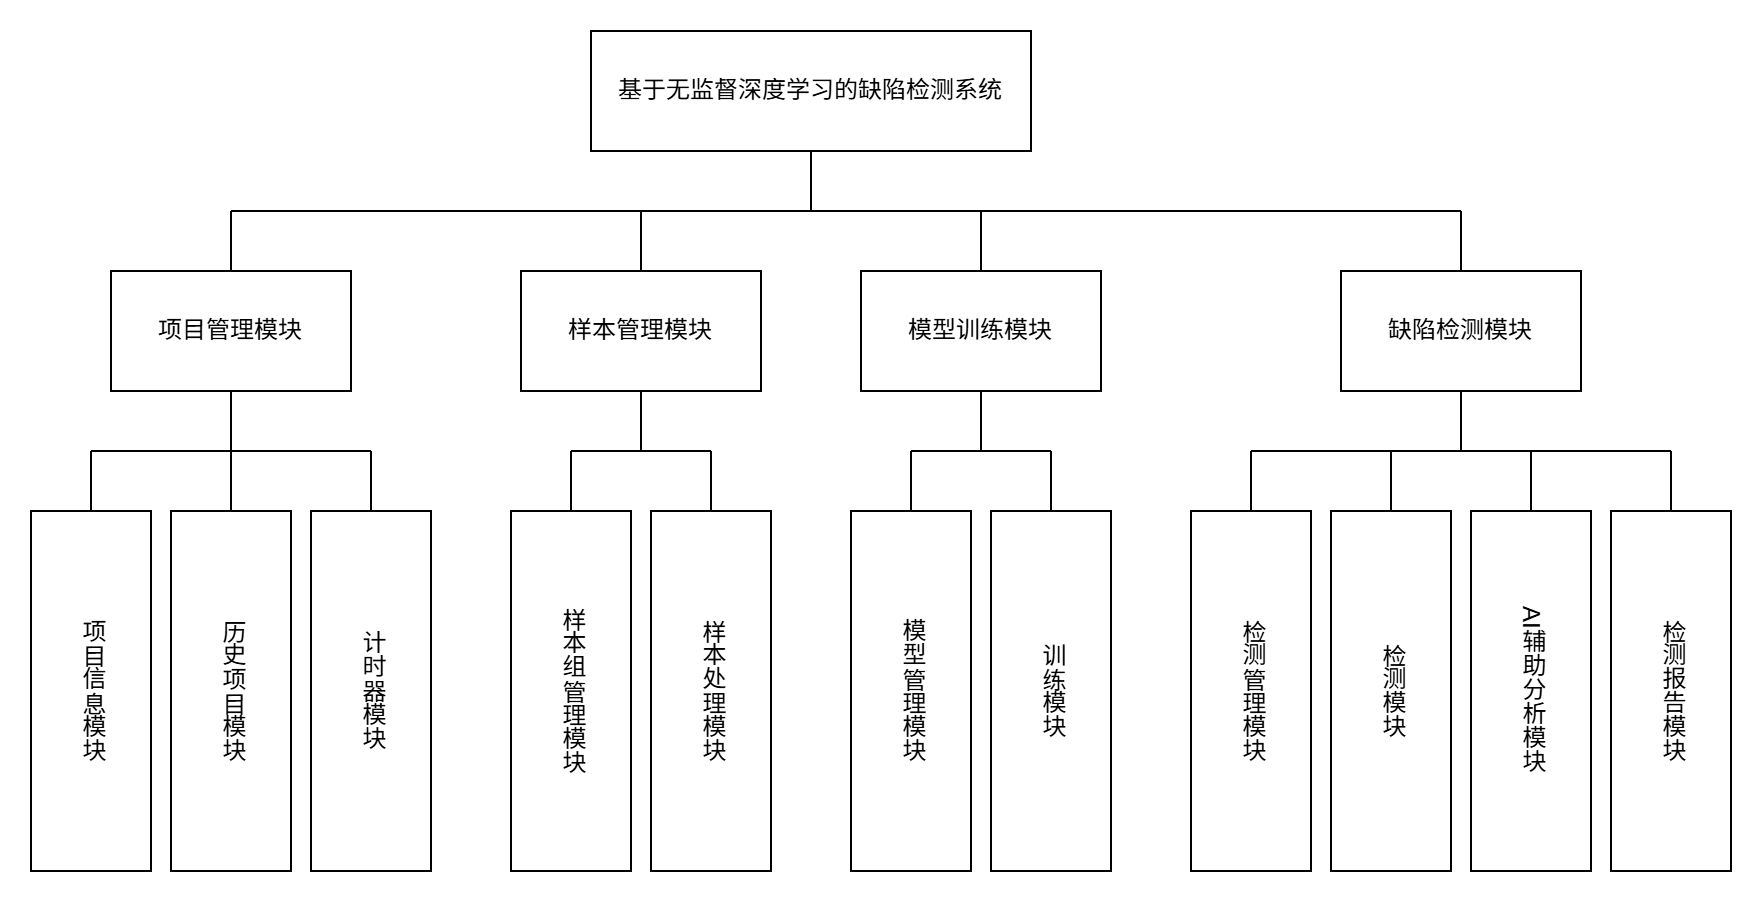 基于无监督深度学习的缺陷检测系统
项目管理模块
样本管理模块
模型训练模块
缺陷检测模块
项目信息模块
历史项目模块
计时器模块
样本组管理模块
样本处理模块
模型管理模块
训练模块
检测管理模块
检测模块
AI辅助分析模块
检测报告模块